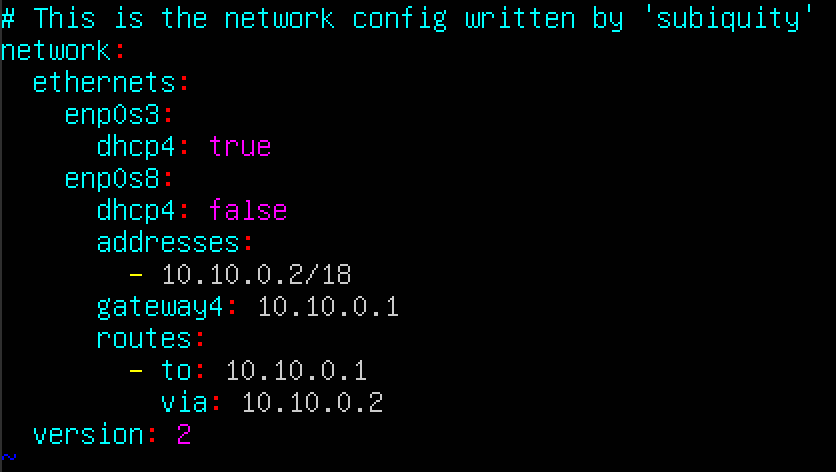 # This is the network config written by 'subiquity'
network:
  ethernets:
    enp0s3:
      dhcp4: true
    enp0s8:
      dhcp4: false
      addresses:
        - 10.10.0.2/18
      gateway4: 10.10.0.1
      routes:
        - to: 10.10.0.1
          via: 10.10.0.2
  version: 2
~